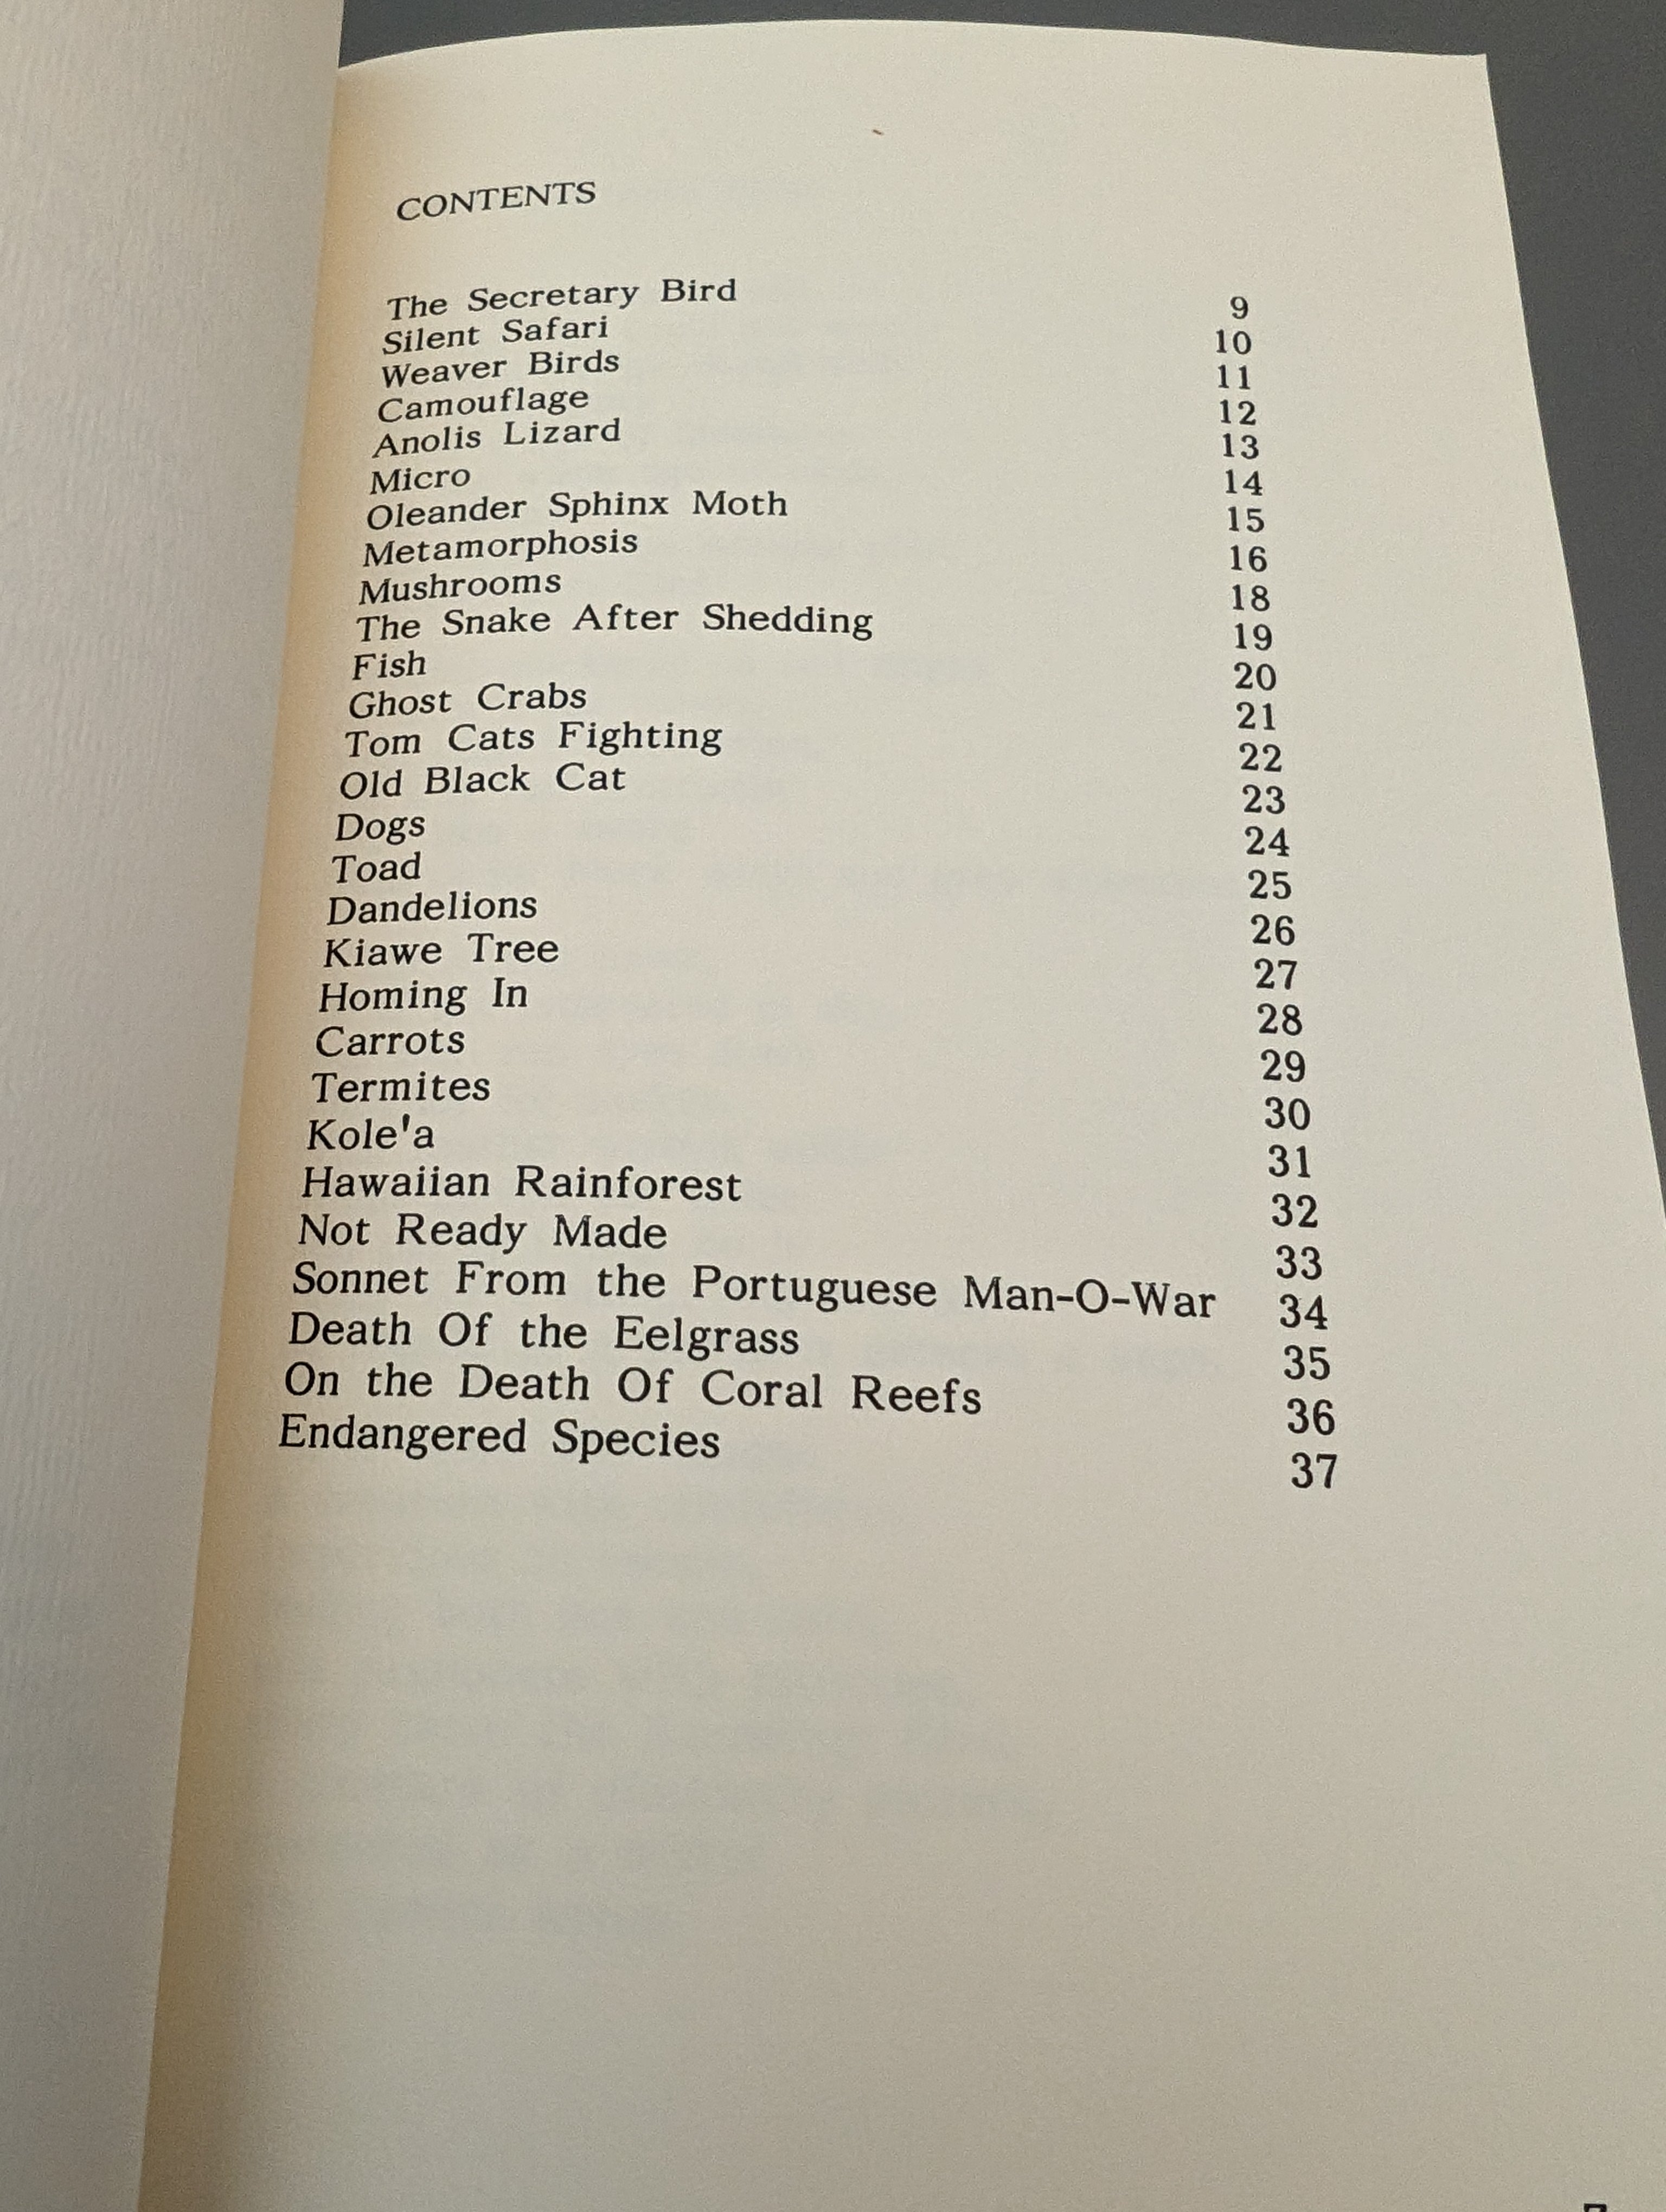 CONTENTS
The Secretary Bird 9
Silent Safari 10
Weaver Birds 11
Camouflage 12
Anolis Lizard 13
Micro 14
Oleander Sphinx Moth 15
Metamorphosis 16
Mushrooms 18
The Snake After Shedding 19
Fish 20
Ghost Crabs 21
Tom Cats Fighting 22
Old Black Cat 23
Dogs 24
Toad 25
Dandelions 26
Kiawe Tree 27
Homing In 28
Carrots 29
Termites 30
Kole'a 31
Hawaiian Rainforest 32
Not Ready Made 33
Sonnet From the Portuguese Man-O-War 34
Death Of the Eelgrass 35
On the Death Of Coral Reefs 36
Endangered Species 37